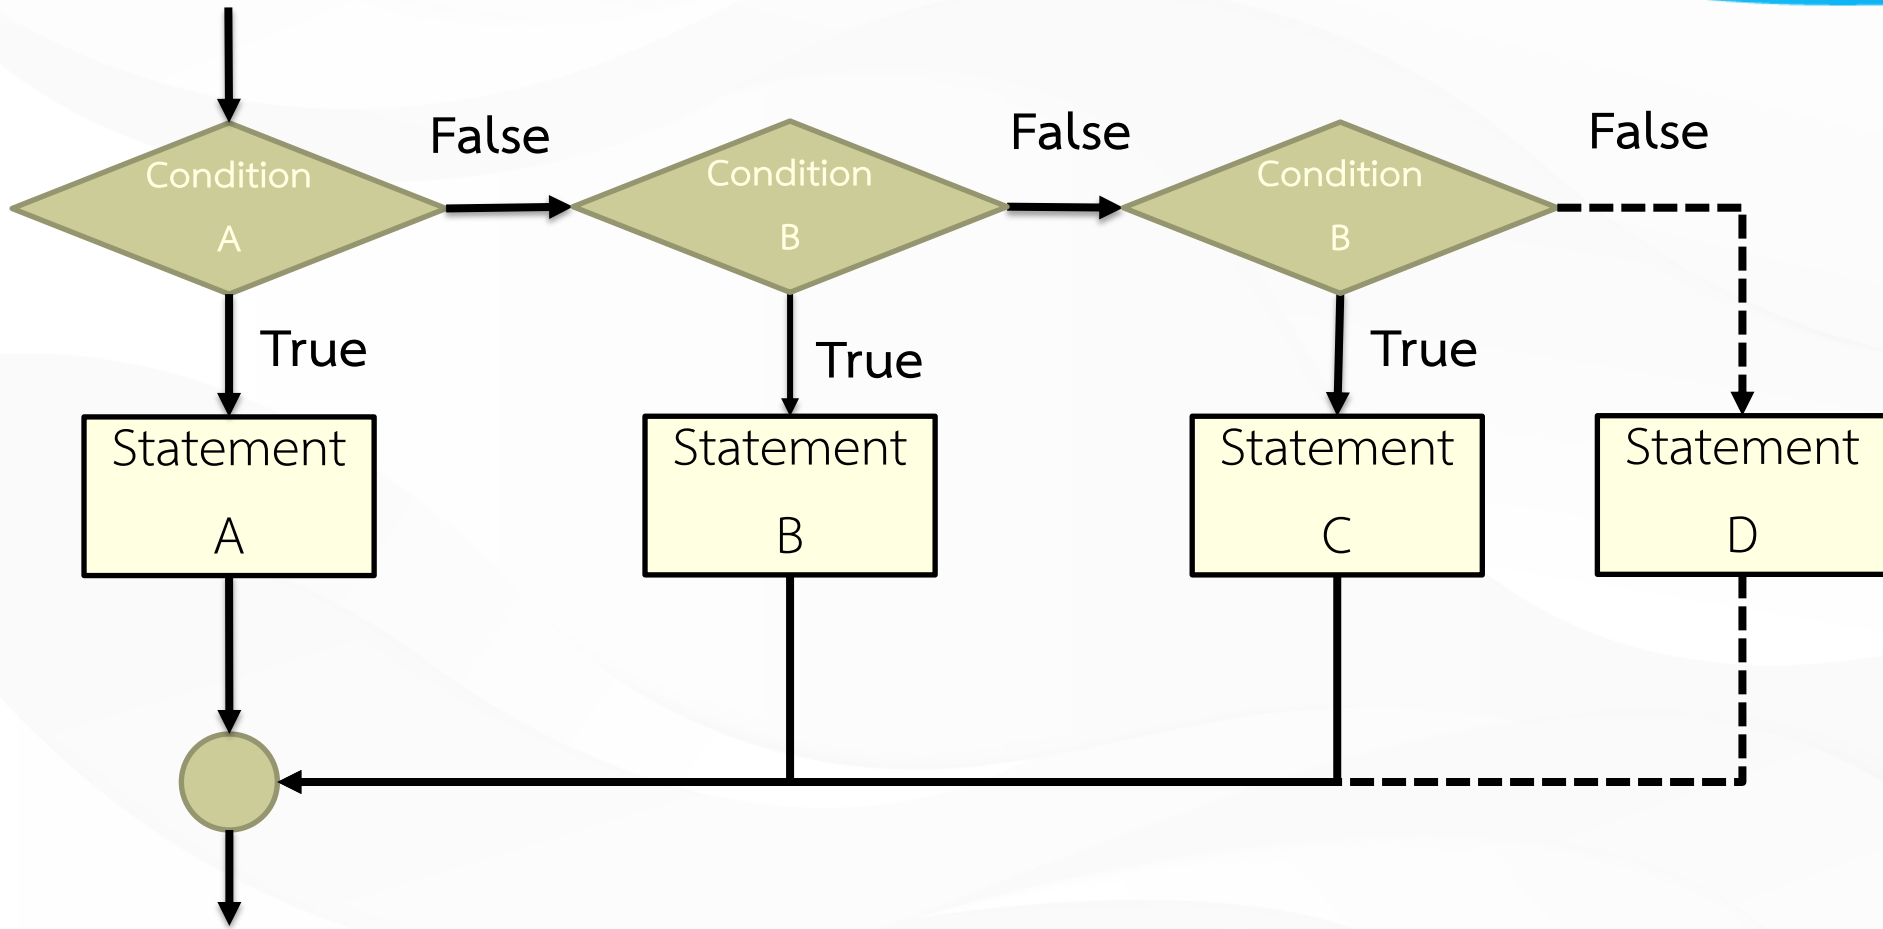 False
False
False
Condition
A
Condition
B
Condition
B
True
True
True
Statement
A
Statement
B
Statement
C
Statement
D